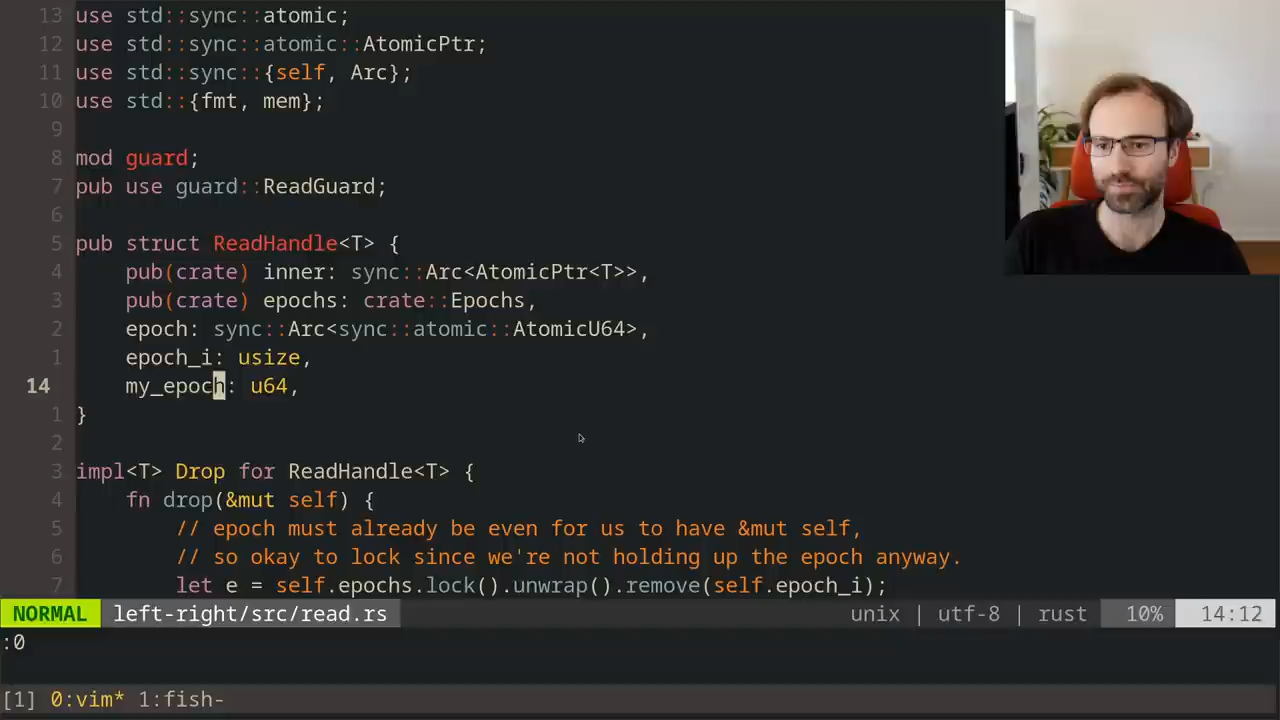 13 use std::sync::atomic;
12 use std::sync::atomic::AtomicPtr;
11 use std::sync::{self, Arc};
10 use std::{fmt, mem};
9
8 mod guard;
7 pub use guard::ReadGuard;
6
5 pub struct ReadHandle<T> {
4     pub(crate) inner: sync::Arc<AtomicPtr<T>>,
3     pub(crate) epochs: crate::Epochs,
2     epoch: sync::Arc<sync::atomic::AtomicU64>,
1     epoch_i: usize,
14     my_epoch: u64,
1 }
2
3 impl<T> Drop for ReadHandle<T> {
4     fn drop(&mut self) {
5         // epoch must already be even for us to have &mut self,
6         // so okay to lock since we're not holding up the epoch anyway.
7         let e = self.epochs.lock().unwrap().remove(self.epoch_i);
NORMAL left-right/src/read.rs unix | utf-8 | rust 10% 14:12
:0
[1] 0:vim* 1:fish-